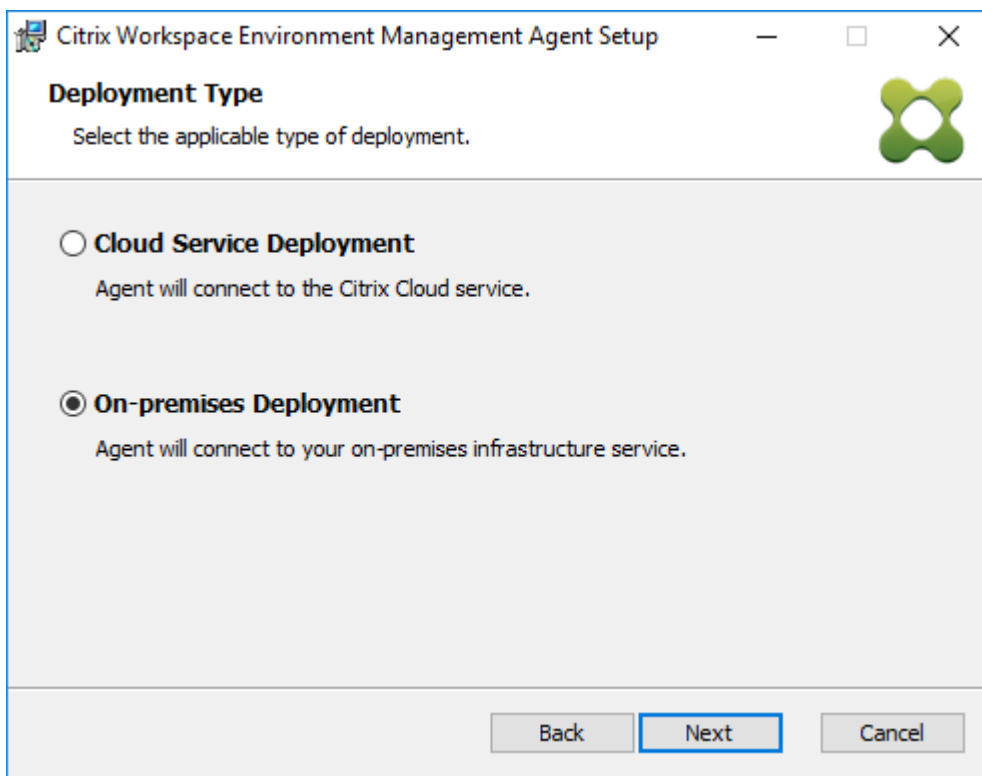 Citrix Workspace Environment Management Agent Setup
Deployment Type
Select the applicable type of deployment.
Cloud Service Deployment
Agent will connect to the Citrix Cloud service.
On-premises Deployment
Agent will connect to your on-premises infrastructure service.
Back Next Cancel